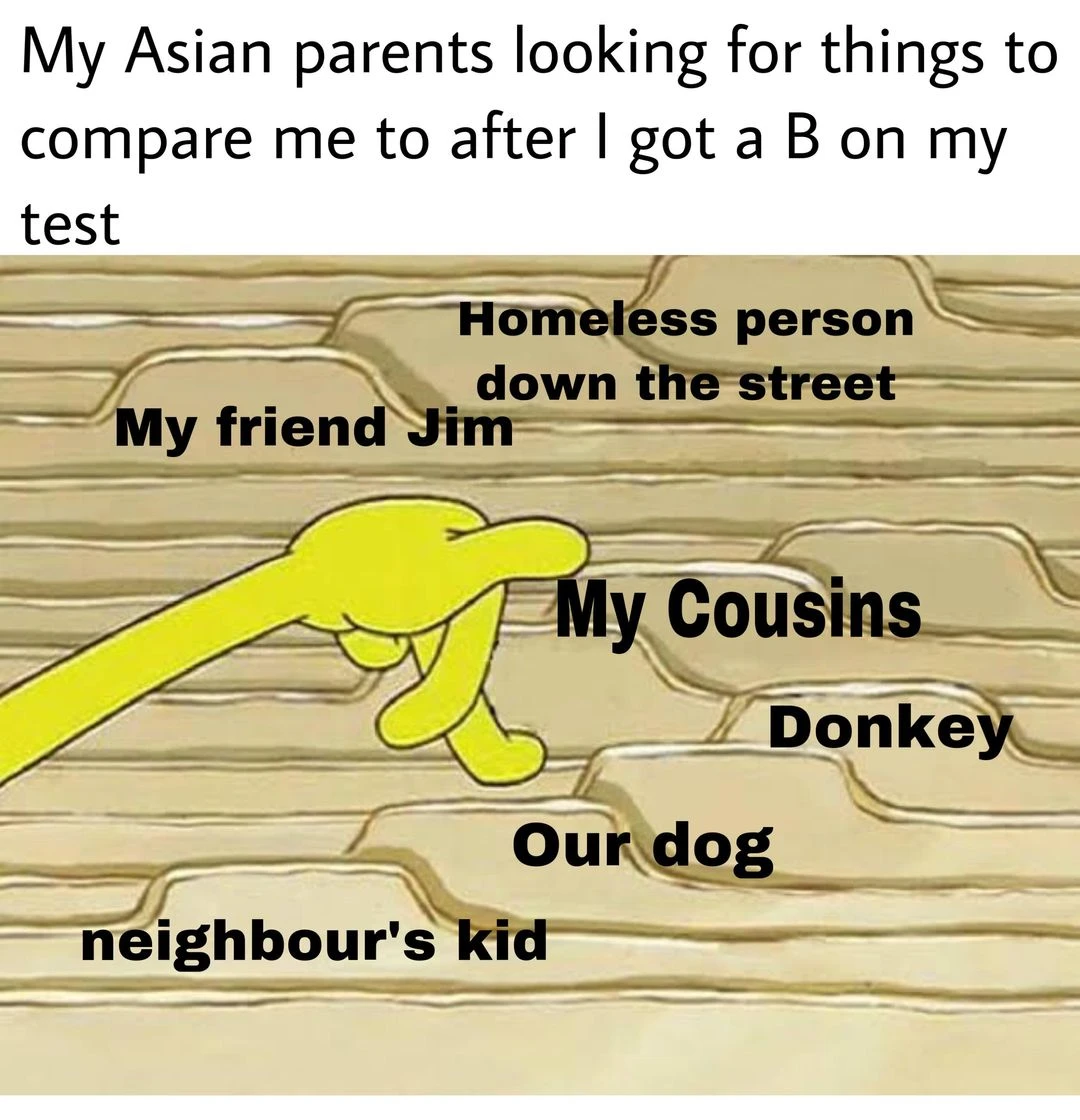 My Asian parents looking for things to
compare me to after I got a B on my
test
Homeless person
down the street
My friend Jim
My Cousins
Donkey
Our dog
neighbour's kid